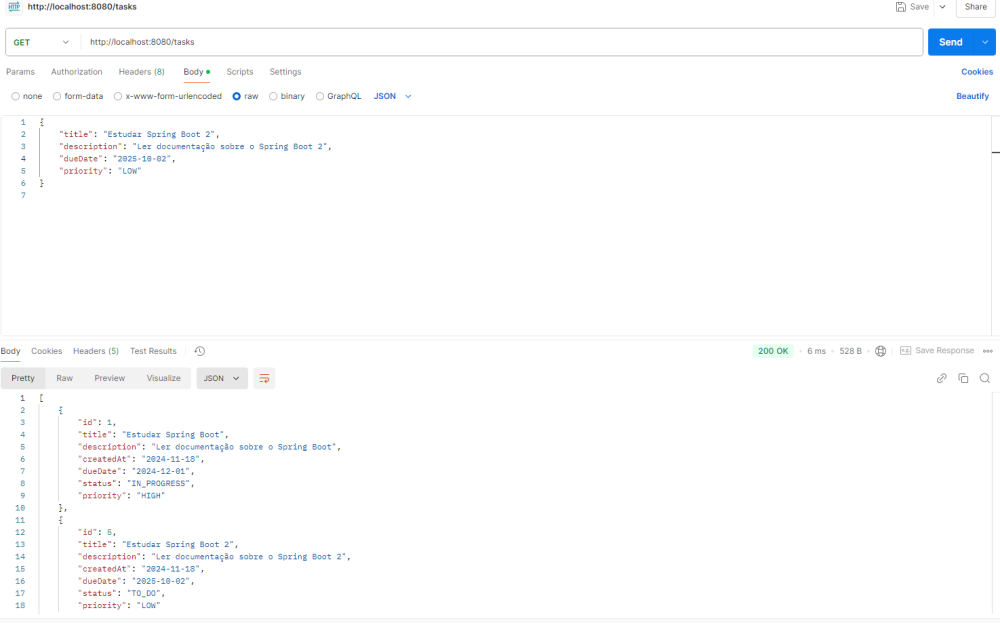 HTTP http://localhost:8080/tasks Save Share
GET http://localhost:8080/tasks Send
Params Authorization Headers (8) Body Scripts Settings Cookies
none form-data x-www-form-urlencoded raw binary GraphQL JSON Beautify
1 {
2 "title": "Estudar Spring Boot 2",
3 "description": "Ler documentação sobre o Spring Boot 2",
4 "dueDate": "2025-10-02",
5 "priority": "LOW"
6 }
7
Body Cookies Headers (5) Test Results 200 OK 6 ms 528 B Save Response
Pretty Raw Preview Visualize JSON
1 [
2 {
3 "id": 1,
4 "title": "Estudar Spring Boot",
5 "description": "Ler documentação sobre o Spring Boot",
6 "createdAt": "2024-11-18",
7 "dueDate": "2024-12-01",
8 "status": "IN_PROGRESS",
9 "priority": "HIGH"
10 },
11 {
12 "id": 5,
13 "title": "Estudar Spring Boot 2",
14 "description": "Ler documentação sobre o Spring Boot 2",
15 "createdAt": "2024-11-18",
16 "dueDate": "2025-10-02",
17 "status": "TO_DO",
18 "priority": "LOW"